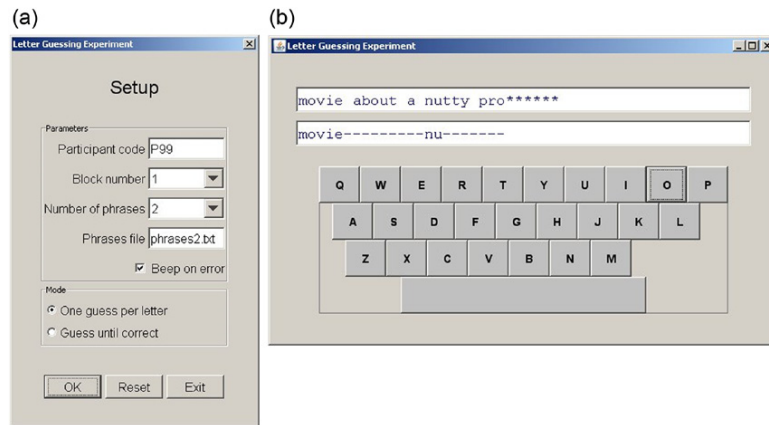 (a)
Letter Guessing Experiment
Setup
Parameters
Participant code P99
Block number 1
Number of phrases 2
Phrases file phrases2.txt
Beep on error
Mode
One guess per letter
Guess until correct
OK Reset Exit
(b)
Letter Guessing Experiment
movie about a nutty pro******
movie---------nu-------
Q W E R T Y U I O P
A S D F G H J K L
Z X C V B N M